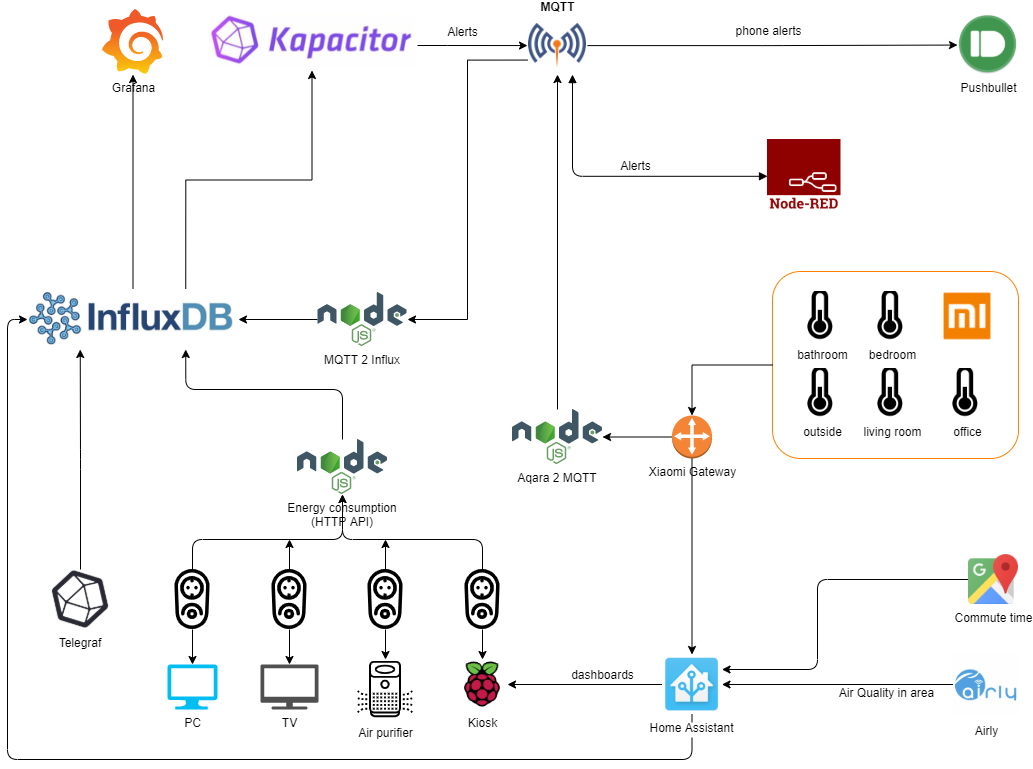 MQTT
Kapacitor
Alerts
phone alerts
Grafana
Pushbullet
Alerts
Node-RED
InfluxDB
node
JS
MQTT 2 Influx
mi
bathroom
bedroom
outside
living room
office
node
JS
Aqara 2 MQTT
Xiaomi Gateway
node
JS
Energy consumption
(HTTP API)
Telegraf
G
Commute time
dashboards
Air Quality in area
airly
PC
TV
Air purifier
Kiosk
Home Assistant
Airly